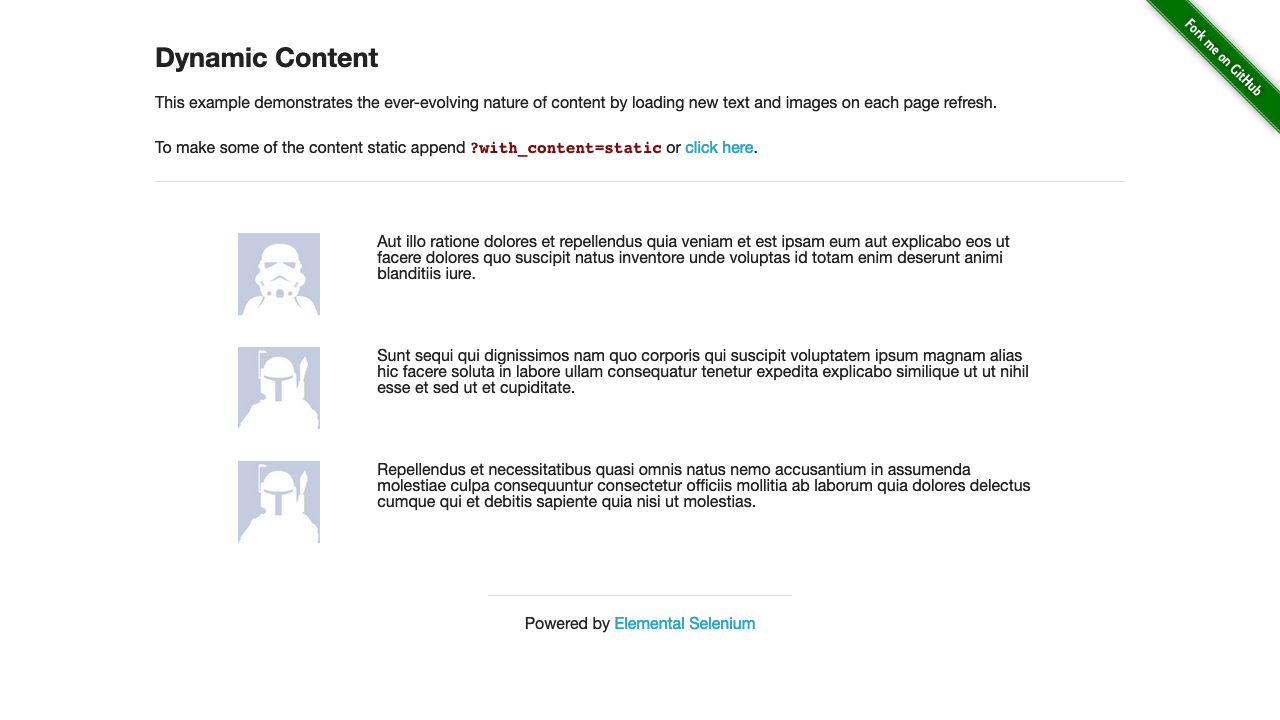 Fork me on GitHub
Dynamic Content
This example demonstrates the ever-evolving nature of content by loading new text and images on each page refresh.
To make some of the content static append ?with_content=static or click here.
Aut illo ratione dolores et repellendus quia veniam et est ipsam eum aut explicabo eos ut
facere dolores quo suscipit natus inventore unde voluptas id totam enim deserunt animi
blanditiis iure.
Sunt sequi qui dignissimos nam quo corporis qui suscipit voluptatem ipsum magnam alias
hic facere soluta in labore ullam consequatur tenetur expedita explicabo similique ut ut nihil
esse et sed ut et cupiditate.
Repellendus et necessitatibus quasi omnis natus nemo accusantium in assumenda
molestiae culpa consequuntur consectetur officiis mollitia ab laborum quia dolores delectus
cumque qui et debitis sapiente quia nisi ut molestias.
Powered by Elemental Selenium